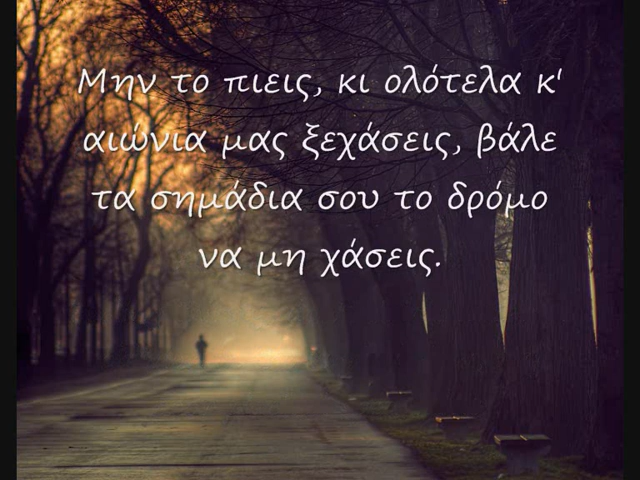 Μην το πιεις, κι ολότελα κ'
αιώνια μας ξεχάσεις, βάλε
τα σημάδια σου το δρόμο
να μη χάσεις.